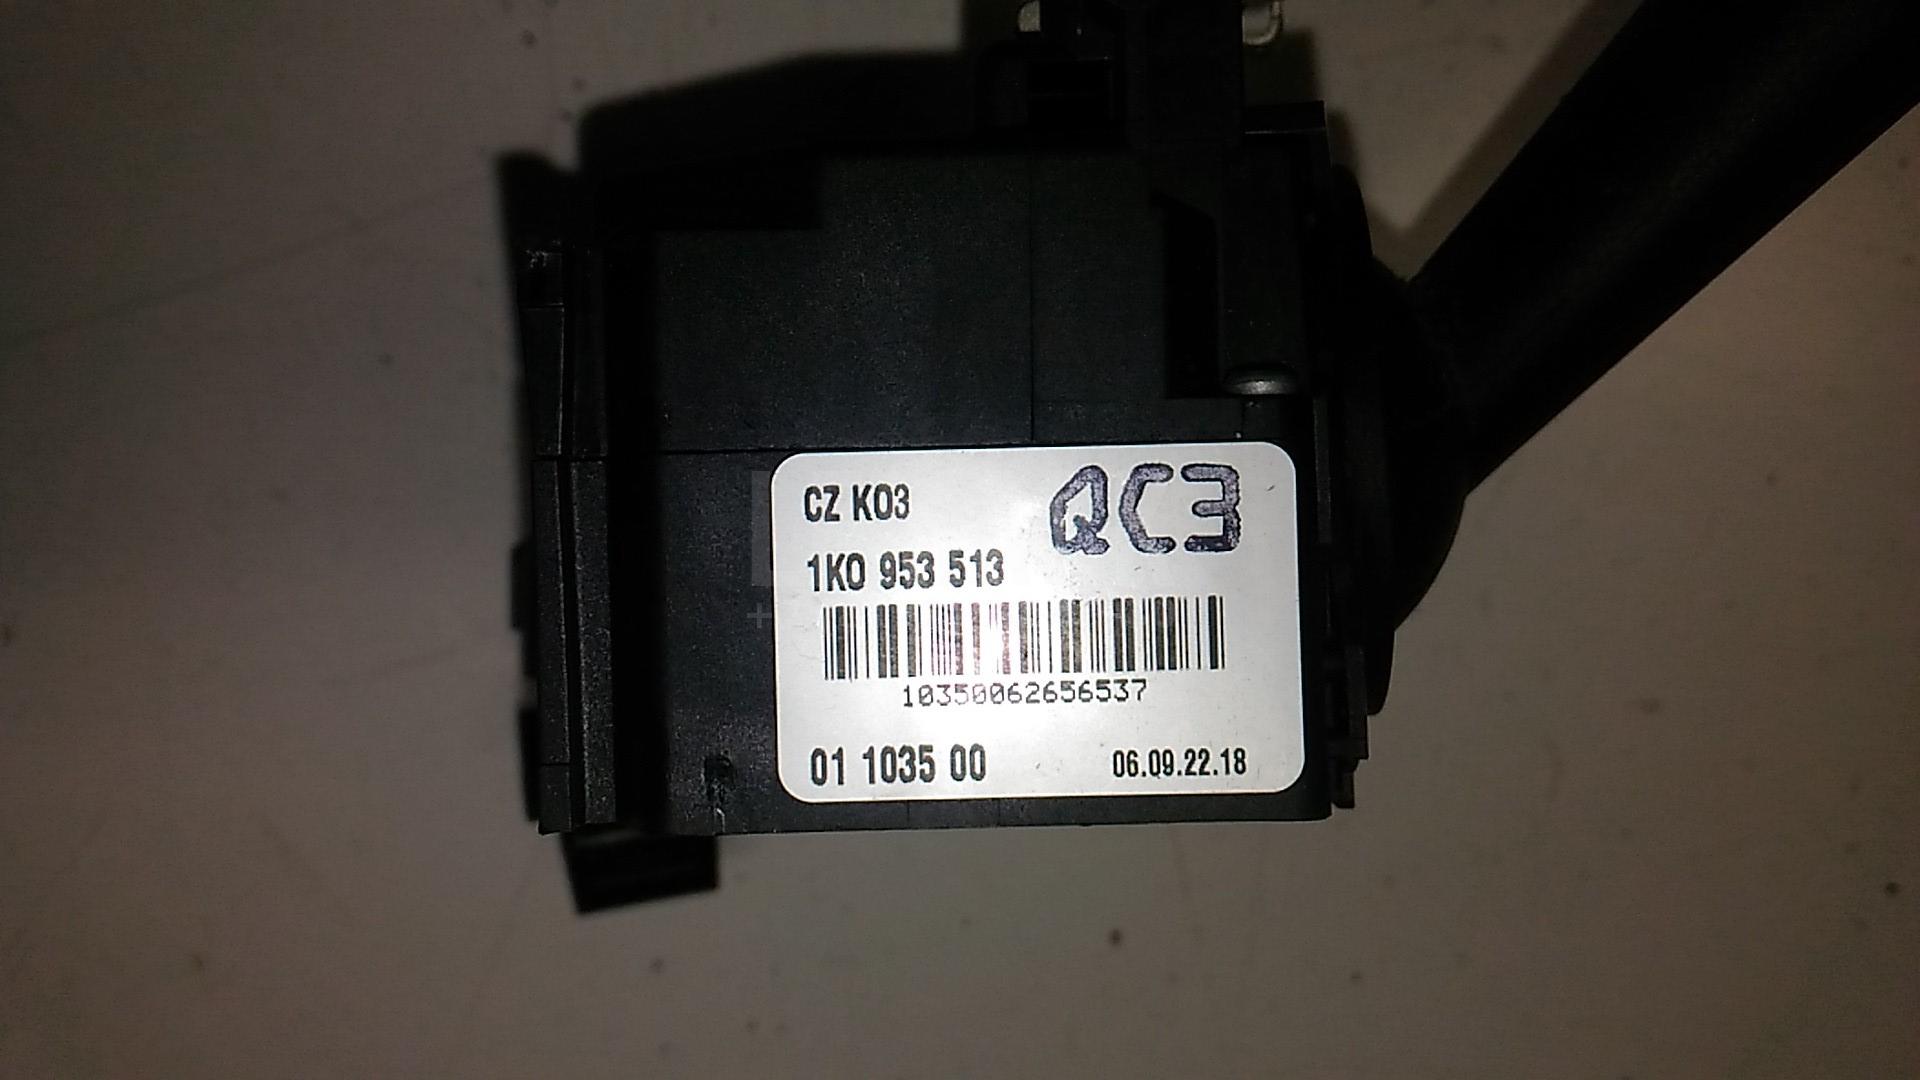 CZ K03 QC3
1K0 953 513
10350062656537
01 1035 00 06.09.22.18